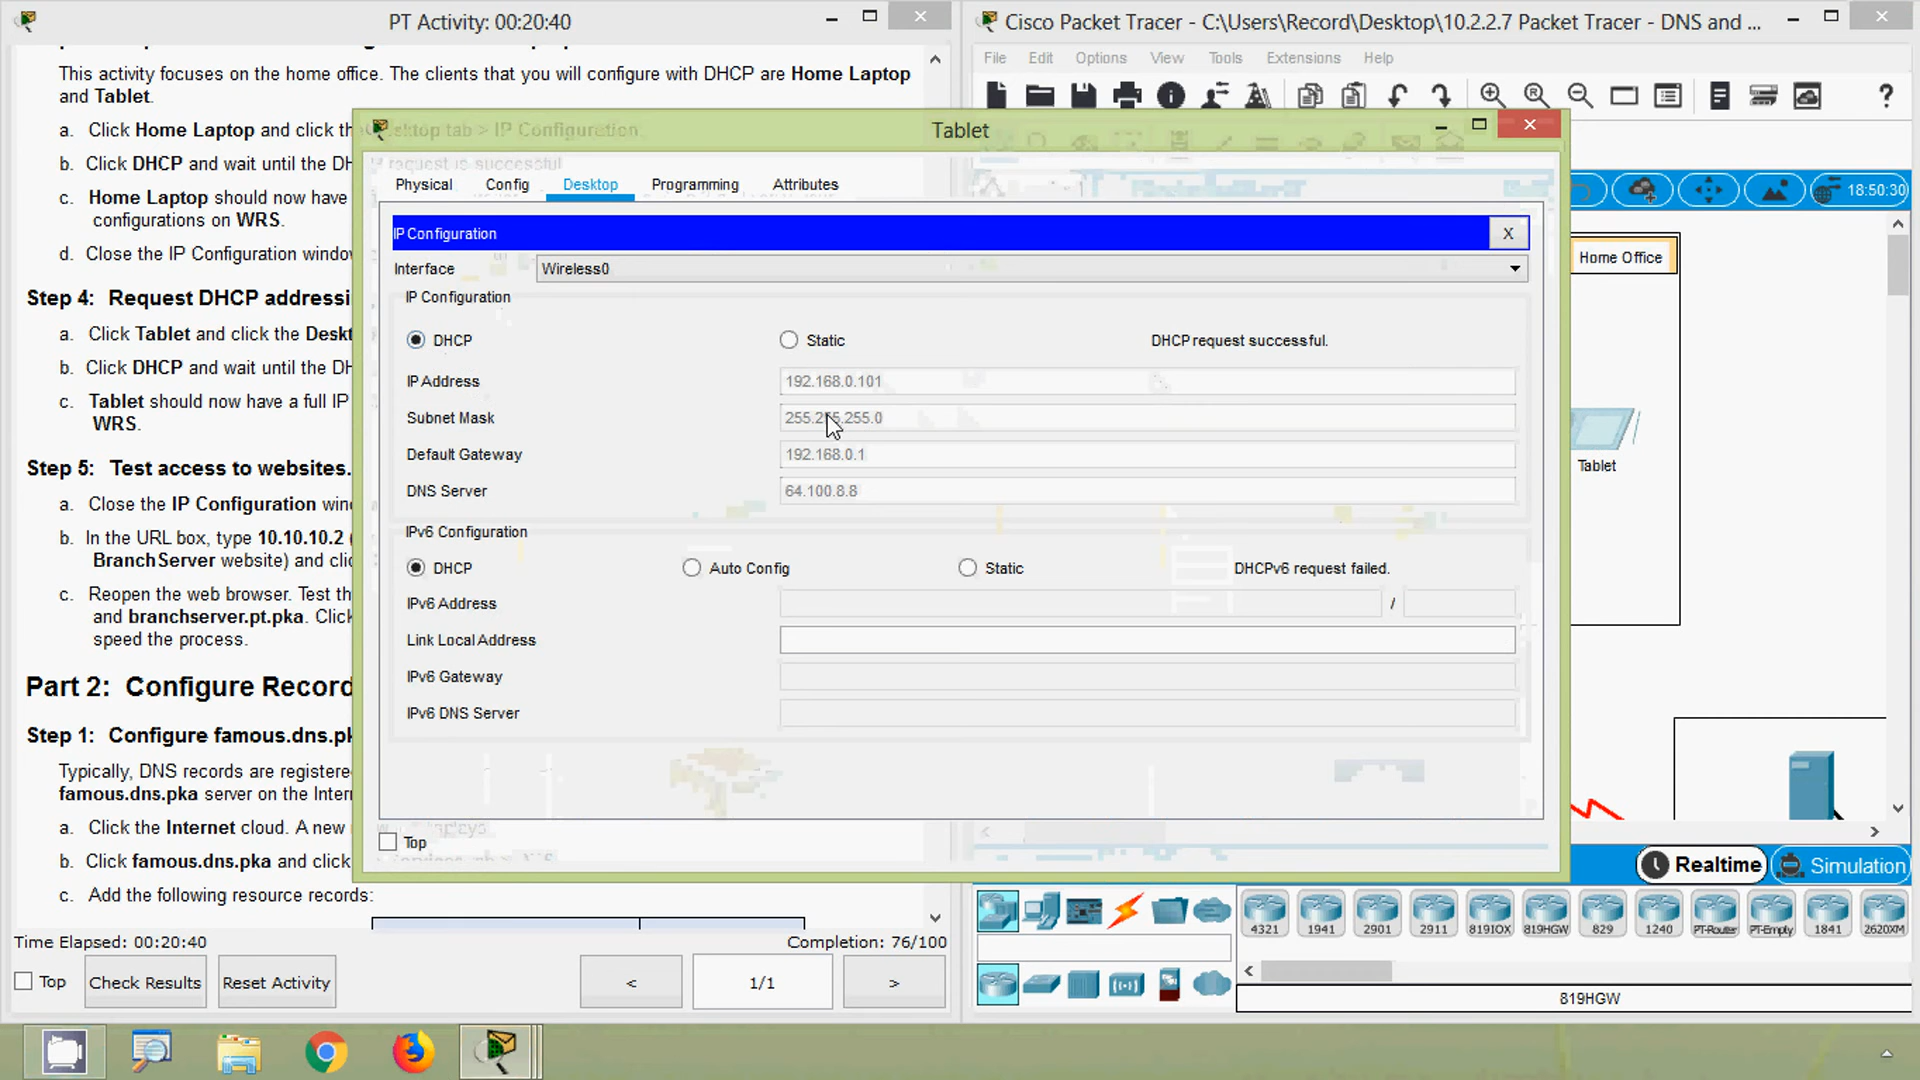 PT Activity: 00:20:40
This activity focuses on the home office. The clients that you will configure with DHCP are Home Laptop
and Tablet.
a. Click Home Laptop and click th
b. Click DHCP and wait until the DH
c. Home Laptop should now have
configurations on WRS.
d. Close the IP Configuration windo
Step 4: Request DHCP addressi
a. Click Tablet and click the Deskt
b. Click DHCP and wait until the DH
c. Tablet should now have a full IP
WRS.
Step 5: Test access to websites.
a. Close the IP Configuration win
b. In the URL box, type 10.10.10.2 (
BranchServer website) and clic
c. Reopen the web browser. Test th
and branchserver.pt.pka. Click
speed the process.
Part 2: Configure Record
Step 1: Configure famous.dns.pk
Typically, DNS records are registere
famous.dns.pka server on the Inter
a. Click the Internet cloud. A new
b. Click famous.dns.pka and click
c. Add the following resource records:
Time Elapsed: 00:20:40
Completion: 76/100
Top
Check Results
Reset Activity
<
1/1
>
Cisco Packet Tracer - C:\Users\Record\Desktop\10.2.2.7 Packet Tracer - DNS and ...
File Edit Options View Tools Extensions Help
?
18:50:30
Home Office
Tablet
Tablet
Physical Config Desktop Programming Attributes
IP Configuration
X
Interface Wireless0
IP Configuration
DHCP Static DHCP request successful.
IP Address 192.168.0.101
Subnet Mask 255.255.255.0
Default Gateway 192.168.0.1
DNS Server 64.100.8.8
IPv6 Configuration
DHCP Auto Config Static DHCPv6 request failed.
IPv6 Address /
Link Local Address
IPv6 Gateway
IPv6 DNS Server
Top
Realtime Simulation
4321 1941 2901 2911 819IOX 819HGW 829 1240 PT-Router PT-Empty 1841 2620XM
819HGW